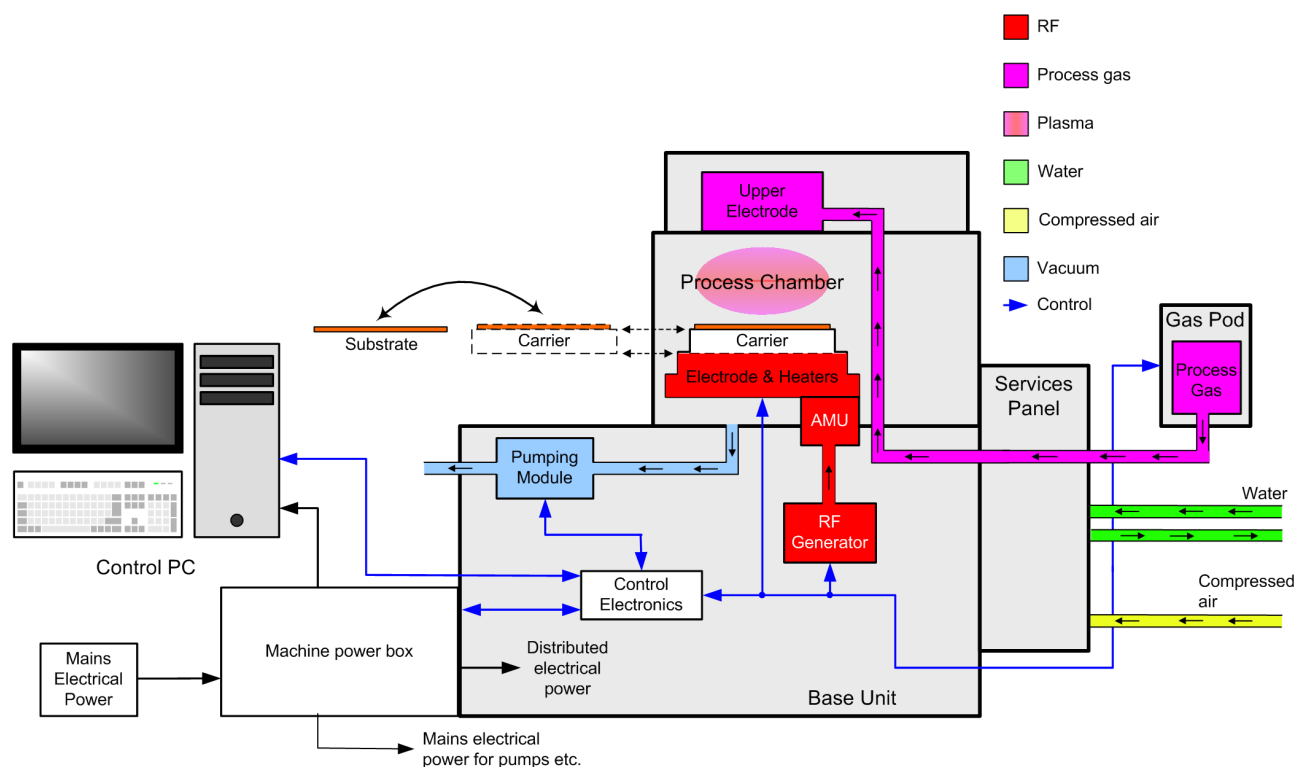 RF
Process gas
Plasma
Water
Compressed air
Vacuum
Control
Upper
Electrode
Process Chamber
Substrate
Carrier
Carrier
Electrode & Heaters
AMU
Gas Pod
Process
Gas
Services
Panel
Pumping
Module
RF
Generator
Water
Control PC
Control
Electronics
Compressed
air
Mains
Electrical
Power
Machine power box
Distributed
electrical
power
Base Unit
Mains electrical
power for pumps etc.